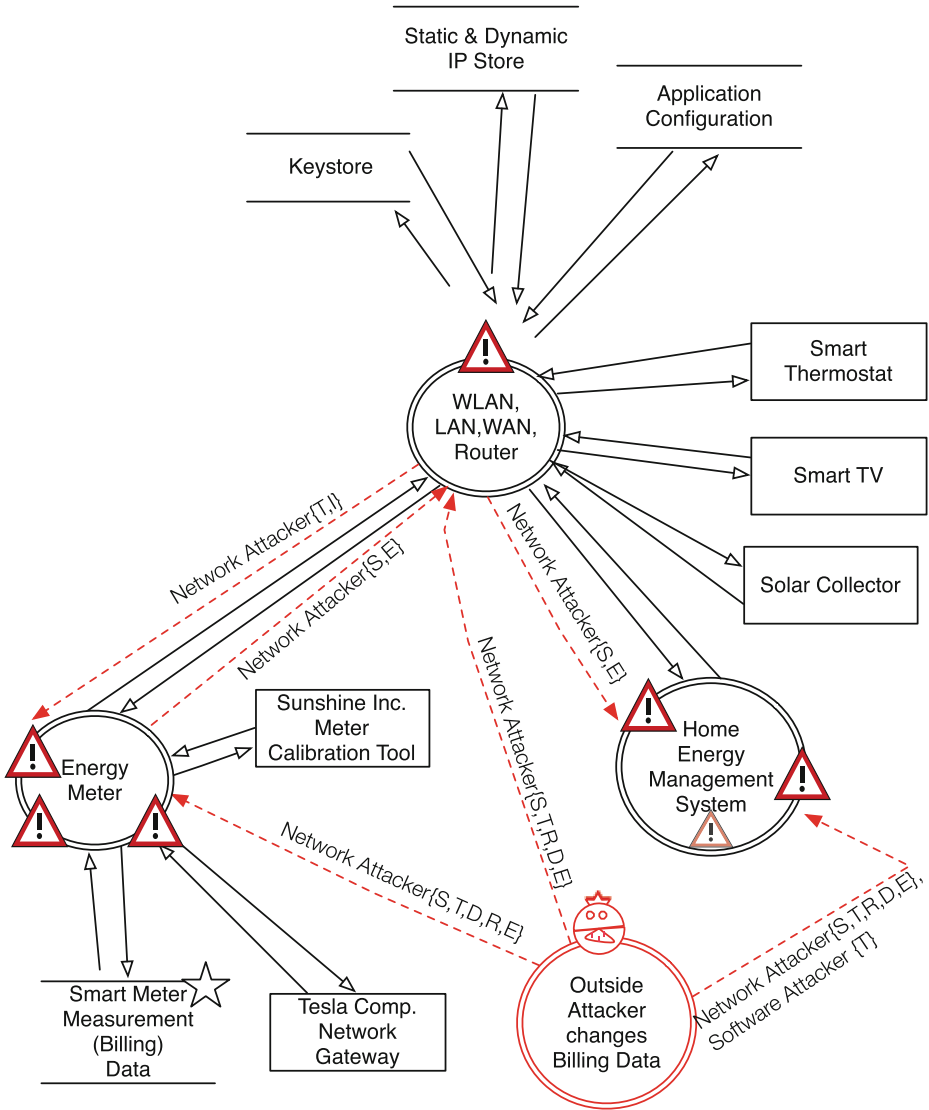 Static & Dynamic
IP Store
Application
Configuration
Keystore
Smart
Thermostat
WLAN,
LAN,WAN,
Router
Smart TV
Solar Collector
Network Attacker{T,I}
Network Attacker{S,E}
Network Attacker{S,E}
Network Attacker{S,T,R,D,E}
Sunshine Inc.
Meter
Calibration Tool
Home
Energy
Management
System
Energy
Meter
Network Attacker{S,T,D,R,E}
Network Attacker{S,T,R,D,E},
Software Attacker {T}
Outside
Attacker
changes
Billing Data
Smart Meter
Measurement
(Billing)
Data
Tesla Comp.
Network
Gateway